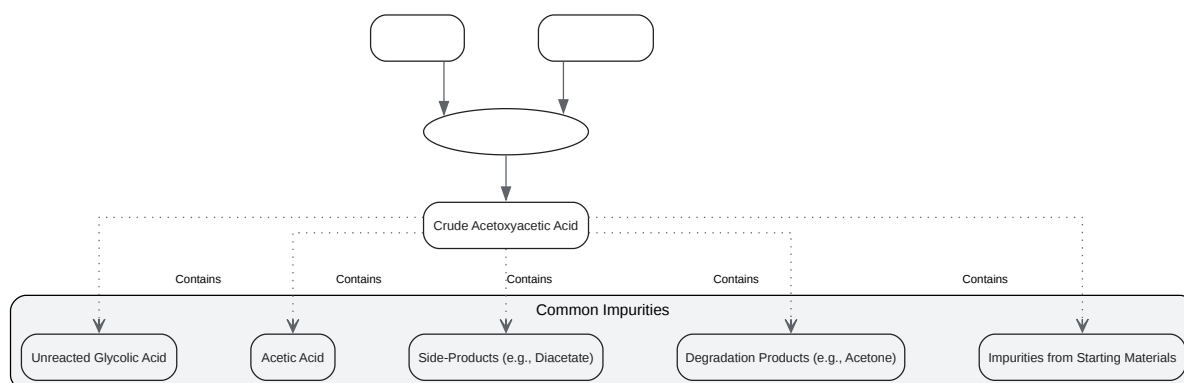 Crude Acetoxyacetic Acid
Contains
Contains
Contains
Contains
Contains
Common Impurities
Unreacted Glycolic Acid
Acetic Acid
Side-Products (e.g., Diacetate)
Degradation Products (e.g., Acetone)
Impurities from Starting Materials